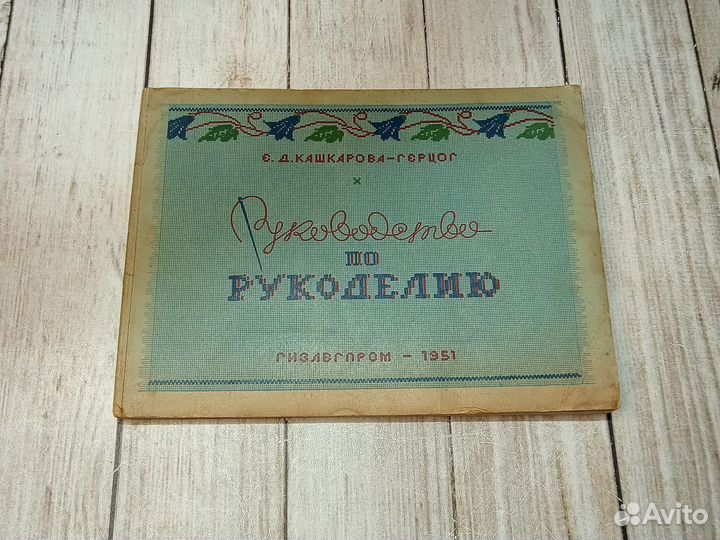 Е. Д. КАШКАРОВА-ГЕРЦОГ
Руководство
ПО
РУКОДЕЛИЮ
ГИЗЛЕГПРОМ - 1951
Avito